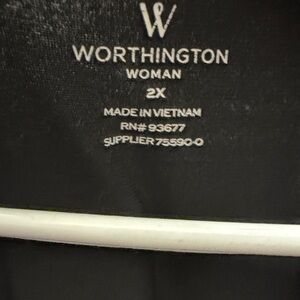 W
WORTHINGTON
WOMAN
2X
MADE IN VIETNAM
RN# 93677
SUPPLIER 75590-0